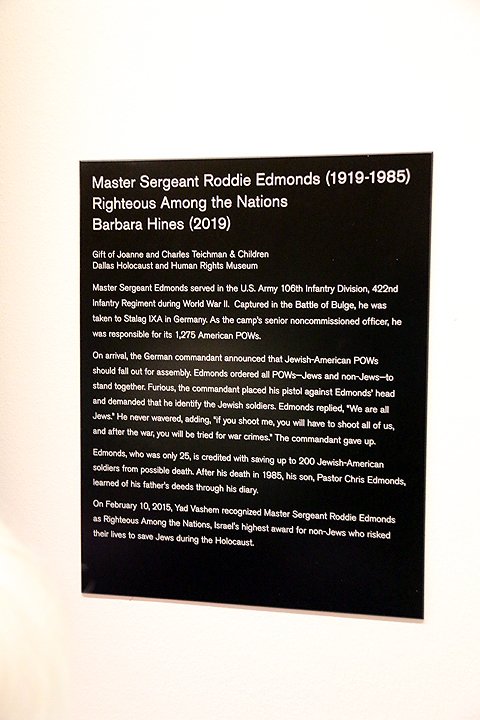 Master Sergeant Roddie Edmonds (1919-1985)
Righteous Among the Nations
Barbara Hines (2019)
Gift of Joanne and Charles Teichman & Children
Dallas Holocaust and Human Rights Museum
Master Sergeant Edmonds served in the U.S. Army 106th Infantry Division, 422nd
Infantry Regiment during World War II. Captured in the Battle of Bulge, he was
taken to Stalag IXA in Germany. As the camp's senior noncommissioned officer, he
was responsible for its 1,275 American POWs.
On arrival, the German commandant announced that Jewish-American POWs
should fall out for assembly. Edmonds ordered all POWs—Jews and non-Jews—to
stand together. Furious, the commandant placed his pistol against Edmonds' head
and demanded that he identify the Jewish soldiers. Edmonds replied, "We are all
Jews." He never wavered, adding, "if you shoot me, you will have to shoot all of us,
and after the war, you will be tried for war crimes." The commandant gave up.
Edmonds, who was only 25, is credited with saving up to 200 Jewish-American
soldiers from possible death. After his death in 1985, his son, Pastor Chris Edmonds,
learned of his father's deeds through his diary.
On February 10, 2015, Yad Vashem recognized Master Sergeant Roddie Edmonds
as Righteous Among the Nations, Israel's highest award for non-Jews who risked
their lives to save Jews during the Holocaust.